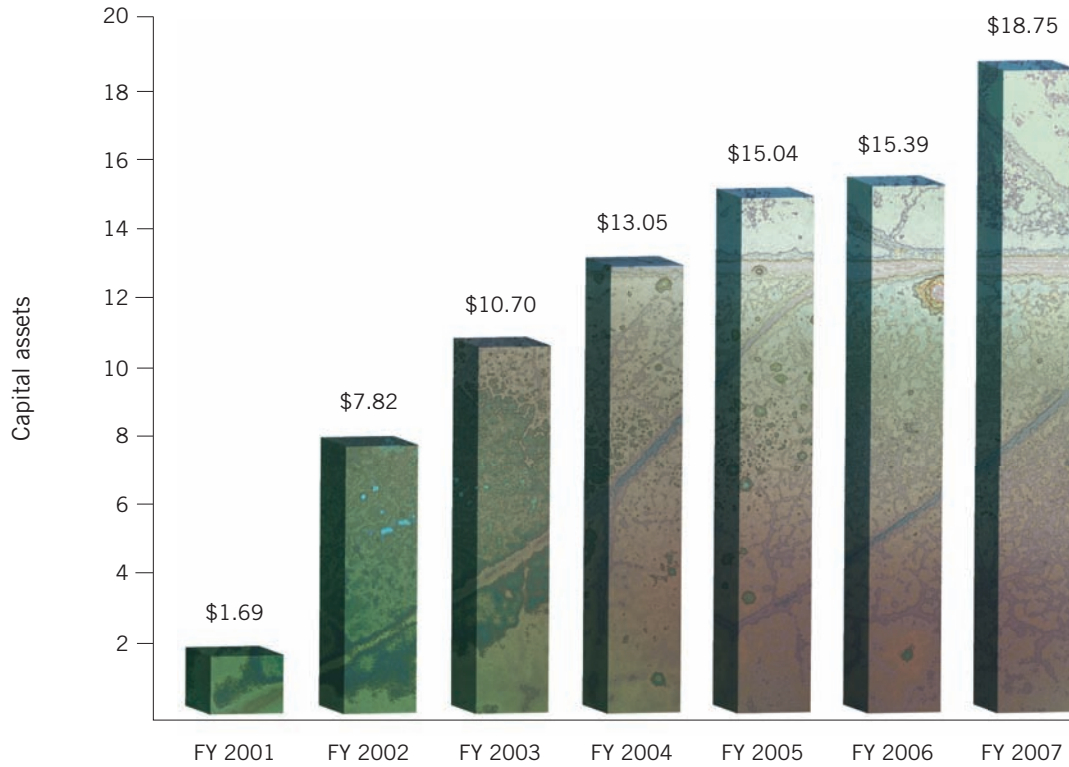 Capital assets
20
18
16
14
12
10
8
6
4
2
$1.69
$7.82
$10.70
$13.05
$15.04
$15.39
$18.75
FY 2001
FY 2002
FY 2003
FY 2004
FY 2005
FY 2006
FY 2007